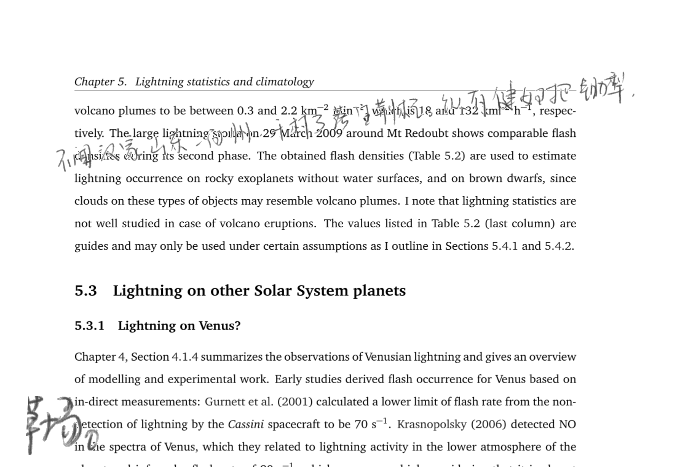 Chapter 5. Lightning statistics and climatology
volcano plumes to be between 0.3 and 2.2 km⁻² min⁻¹, which is 18 and 132 km⁻² h⁻¹, respec-
tively. The large lightning storm on 29 March 2009 around Mt Redoubt shows comparable flash
densities during its second phase. The obtained flash densities (Table 5.2) are used to estimate
lightning occurrence on rocky exoplanets without water surfaces, and on brown dwarfs, since
clouds on these types of objects may resemble volcano plumes. I note that lightning statistics are
not well studied in case of volcano eruptions. The values listed in Table 5.2 (last column) are
guides and may only be used under certain assumptions as I outline in Sections 5.4.1 and 5.4.2.
5.3 Lightning on other Solar System planets
5.3.1 Lightning on Venus?
Chapter 4, Section 4.1.4 summarizes the observations of Venusian lightning and gives an overview
of modelling and experimental work. Early studies derived flash occurrence for Venus based on
in-direct measurements: Gurnett et al. (2001) calculated a lower limit of flash rate from the non-
detection of lightning by the Cassini spacecraft to be 70 s⁻¹. Krasnopolsky (2006) detected NO
in the spectra of Venus, which they related to lightning activity in the lower atmosphere of the
草场